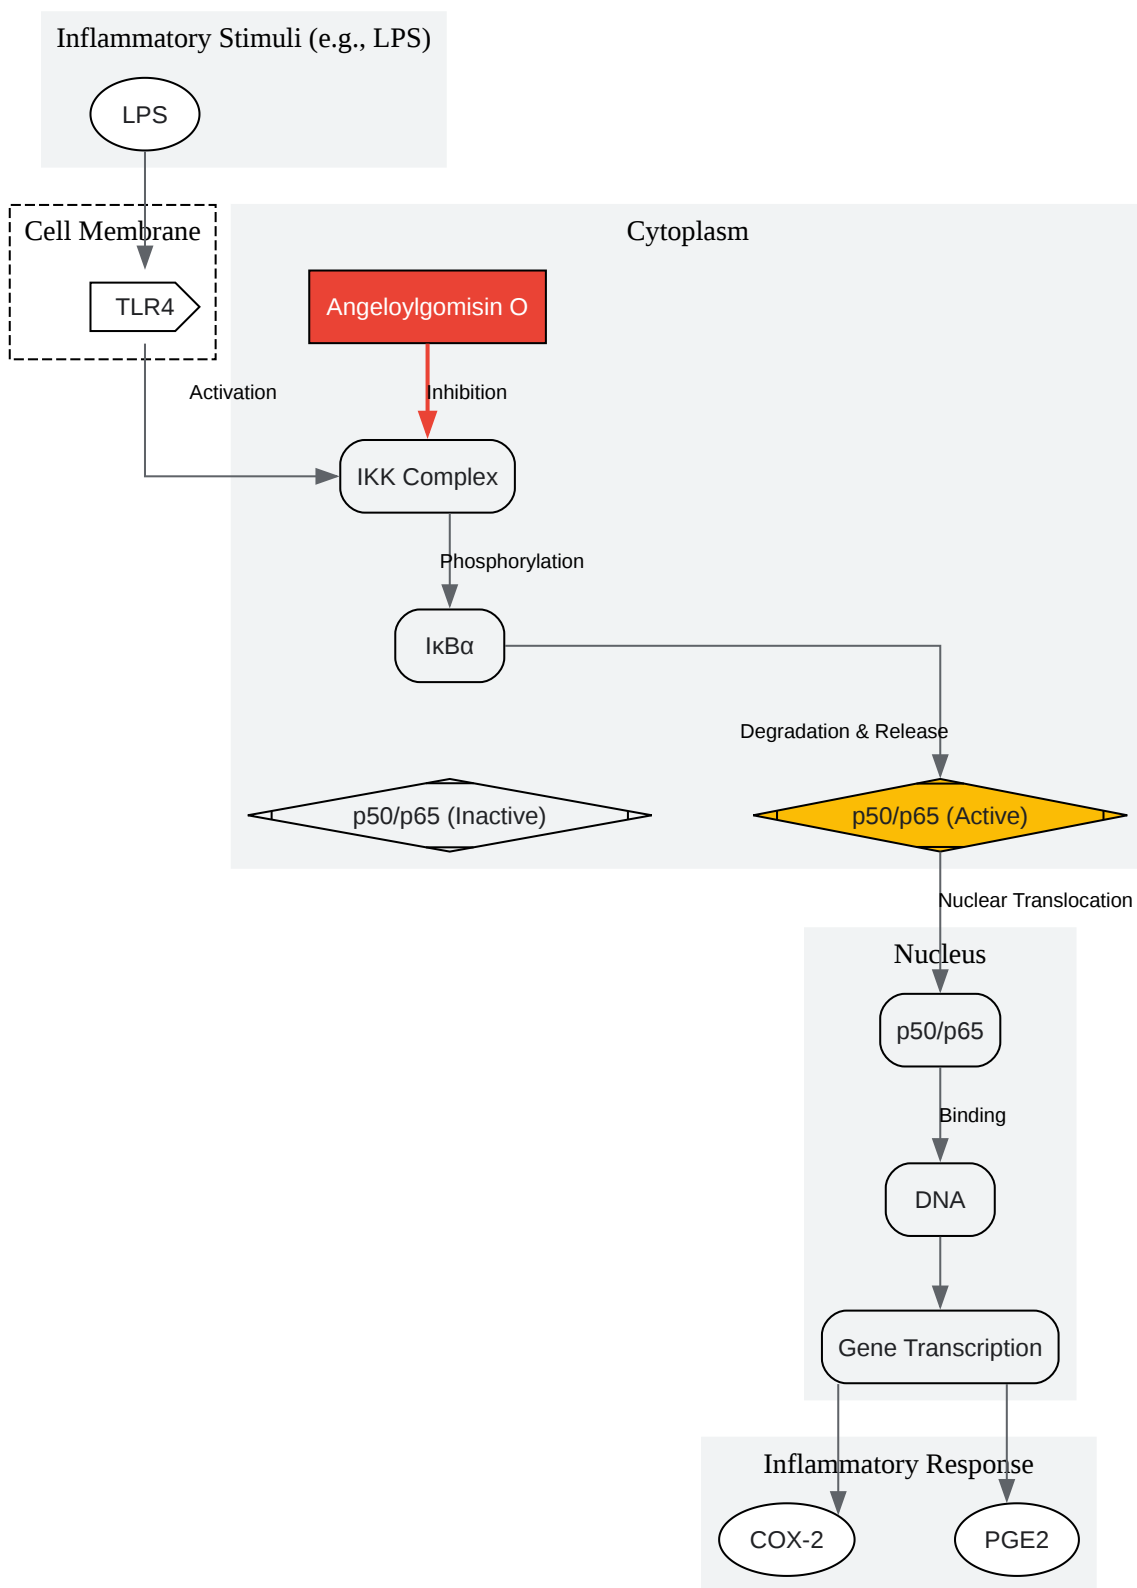 Inflammatory Stimuli (e.g., LPS)
LPS
Cell Membrane
TLR4
Cytoplasm
Angeloylgomisin O
Activation
Inhibition
IKK Complex
Phosphorylation
IκBα
Degradation & Release
p50/p65 (Inactive)
p50/p65 (Active)
Nuclear Translocation
Nucleus
p50/p65
Binding
DNA
Gene Transcription
Inflammatory Response
COX-2
PGE2